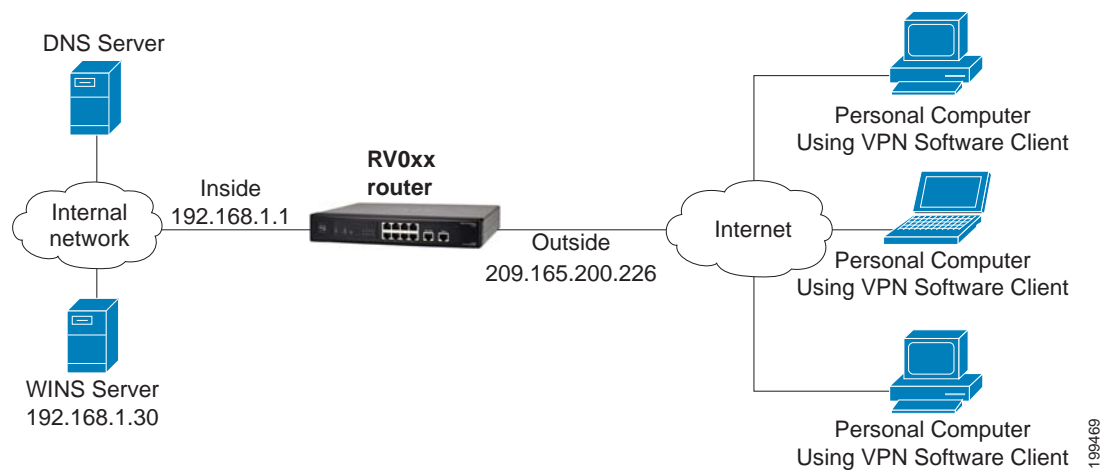 DNS Server
Internal
network
WINS Server
192.168.1.30
Inside
192.168.1.1
RV0xx
router
Outside
209.165.200.226
Internet
Personal Computer
Using VPN Software Client
Personal Computer
Using VPN Software Client
Personal Computer
Using VPN Software Client
199469